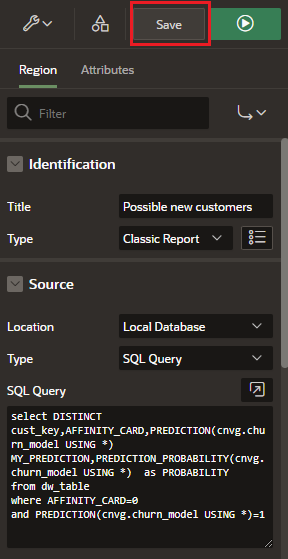 Save
Region Attributes
Filter
Identification
Title Possible new customers
Type Classic Report
Source
Location Local Database
Type SQL Query
SQL Query
select DISTINCT
cust_key,AFFINITY_CARD,PREDICTION(cnvg.chu
rn_model USING *)
MY_PREDICTION,PREDICTION_PROBABILITY(cnvg.
churn_model USING *)  as PROBABILITY
from dw_table
where AFFINITY_CARD=0
and PREDICTION(cnvg.churn_model USING *)=1